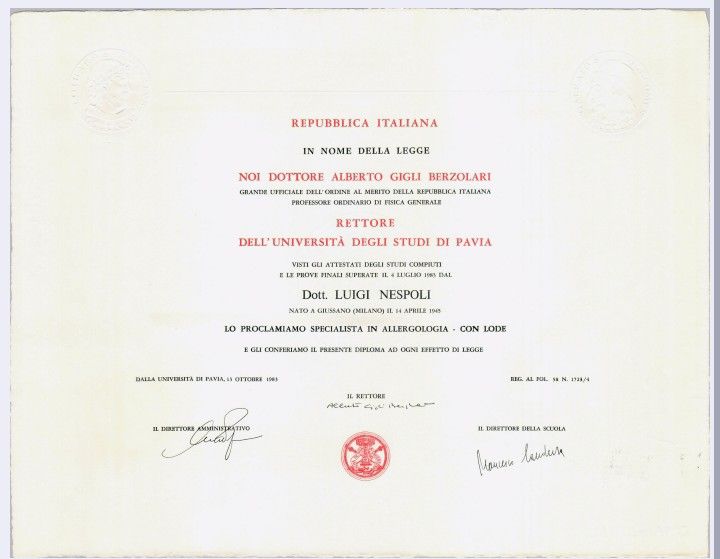 REPUBBLICA ITALIANA
IN NOME DELLA LEGGE
NOI DOTTORE ALBERTO GIGLI BERZOLARI
GRANDE UFFICIALE DELL'ORDINE AL MERITO DELLA REPUBBLICA ITALIANA
PROFESSORE ORDINARIO DI FISICA GENERALE
RETTORE
DELL'UNIVERSITÀ DEGLI STUDI DI PAVIA
VISTI GLI ATTESTATI DEGLI STUDI COMPIUTI
E LE PROVE FINALI SUPERATE IL 4 LUGLIO 1983 DAL
Dott. LUIGI NESPOLI
NATO A GIUSSANO (MILANO) IL 14 APRILE 1945
LO PROCLAMIAMO SPECIALISTA IN ALLERGOLOGIA - CON LODE
E GLI CONFERIAMO IL PRESENTE DIPLOMA AD OGNI EFFETTO DI LEGGE
DALLA UNIVERSITÀ DI PAVIA, 13 OTTOBRE 1983
REG. AL FOL. 58 N. 1728/4
IL RETTORE
IL DIRETTORE AMMINISTRATIVO
IL DIRETTORE DELLA SCUOLA